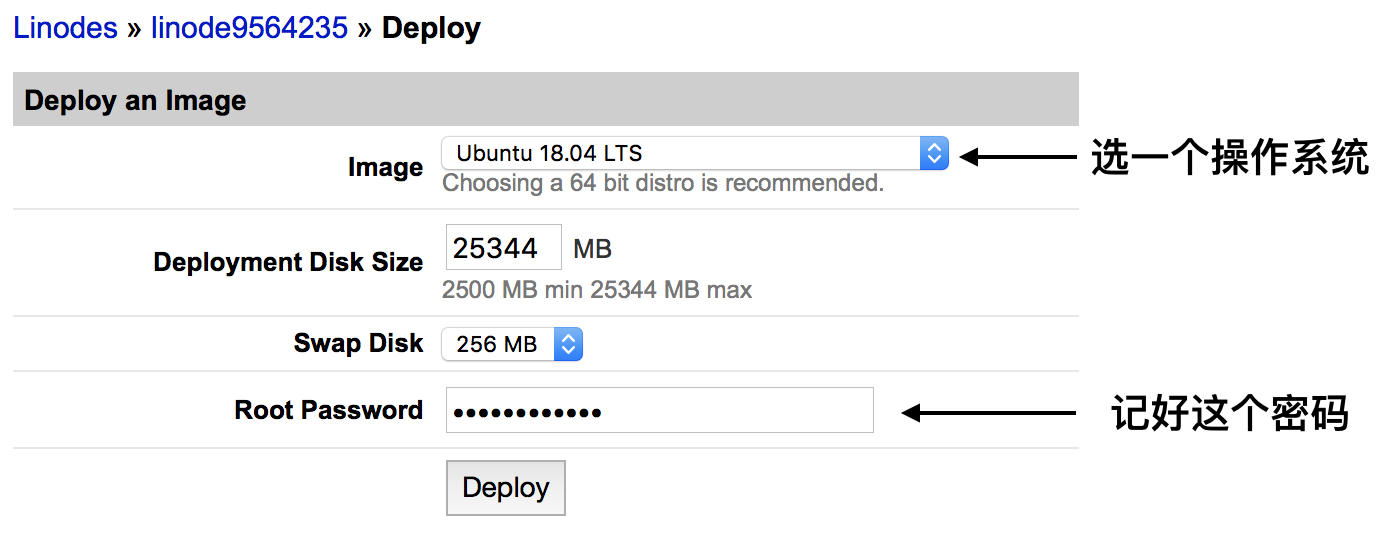 Linodes » linode9564235 » Deploy
Deploy an Image
Image Ubuntu 18.04 LTS 选一个操作系统
Choosing a 64 bit distro is recommended.
Deployment Disk Size 25344 MB
2500 MB min 25344 MB max
Swap Disk 256 MB
Root Password •••••••••••• 记好这个密码
Deploy